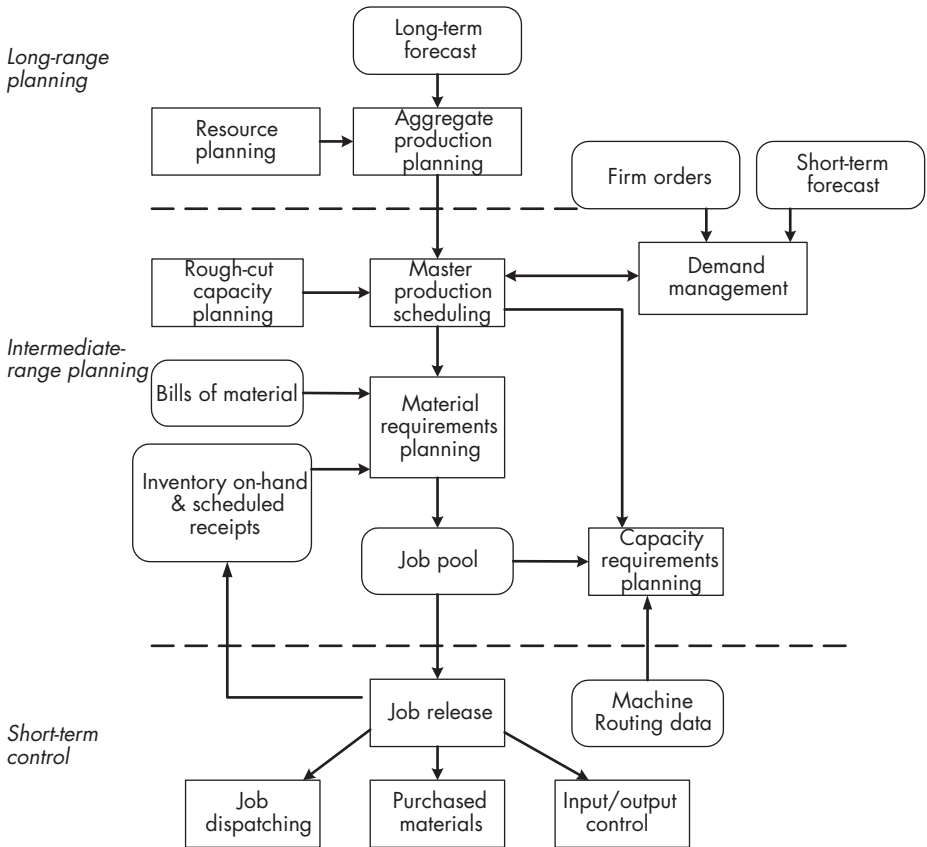 Long-term
forecast
Long-range
planning
Resource
planning
Aggregate
production
planning
Firm orders
Short-term
forecast
Rough-cut
capacity
planning
Master
production
scheduling
Demand
management
Intermediate-
range planning
Bills of material
Material
requirements
planning
Inventory on-hand
& scheduled
receipts
Job pool
Capacity
requirements
planning
Job release
Machine
Routing data
Short-term
control
Job
dispatching
Purchased
materials
Input/output
control